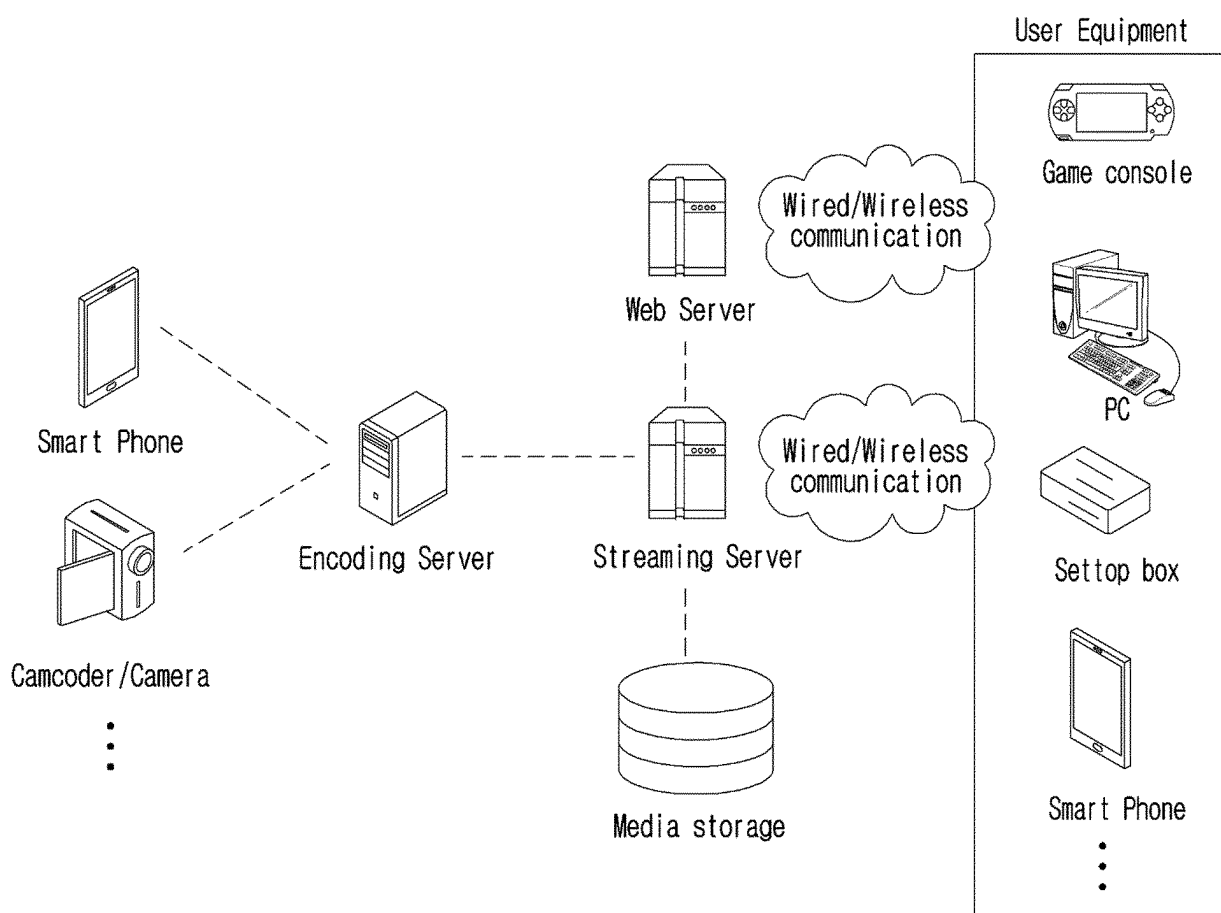 User Equipment
Game console
Wired/Wireless
communication
Web Server
PC
Smart Phone
Encoding Server
Wired/Wireless
communication
Streaming Server
Settop box
Camcoder/Camera
Media storage
Smart Phone